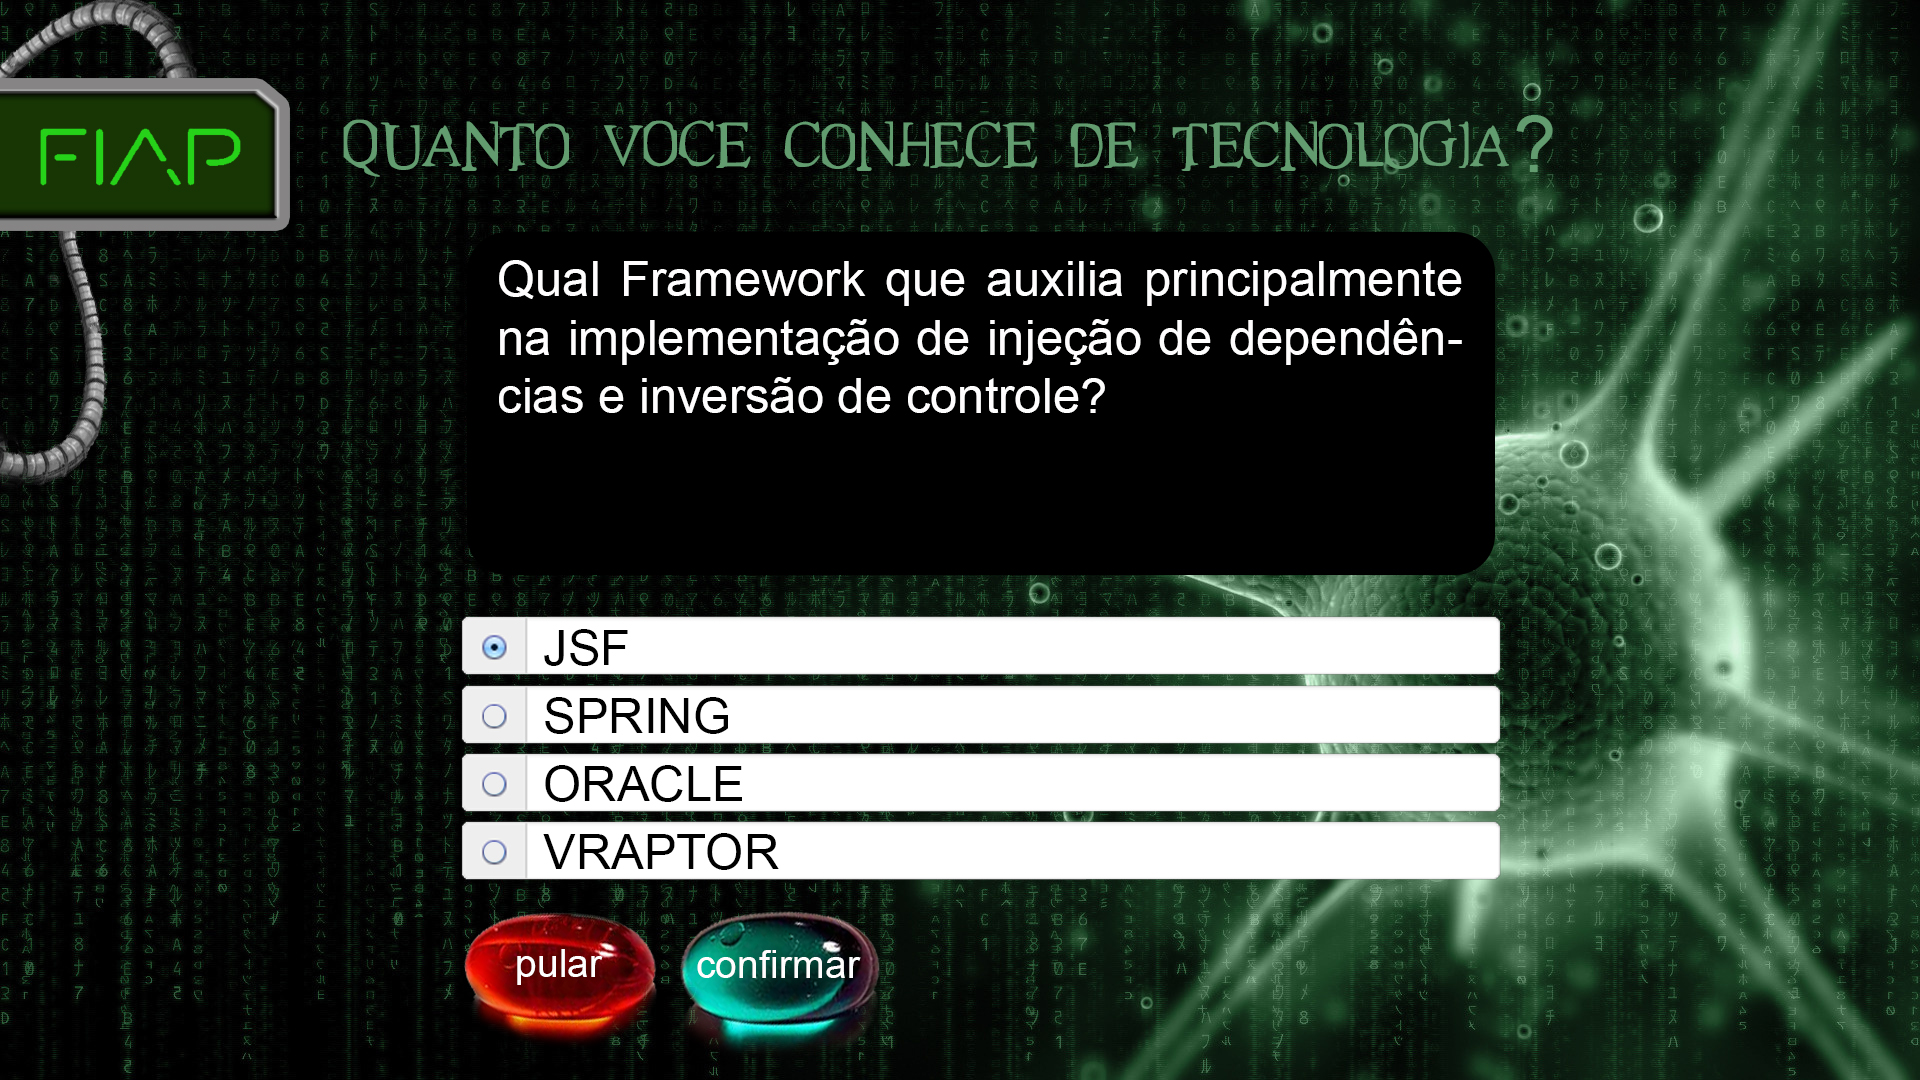 FIAP
QUANTO VOCE CONHECE DE TECNOLOGIA?
Qual Framework que auxilia principalmente
na implementação de injeção de dependên-
cias e inversão de controle?
JSF
SPRING
ORACLE
VRAPTOR
pular
confirmar